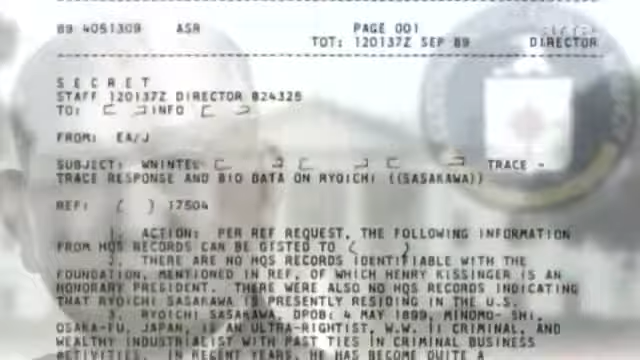 89 4051309 ASR PAGE 001
TOT: 120137Z SEP 89 DIRECTOR
S E C R E T
STAFF 120137Z DIRECTOR 824325
TO: [ ] INFO [ ]
FROM: EA/J
SUBJECT: WNINTEL [ ] [ ] TRACE -
TRACE RESPONSE AND BIO DATA ON RYOICHI ((SASAKAWA))
REF: ( ) 17504
1. ACTION: PER REF REQUEST, THE FOLLOWING INFORMATION
FROM HQS RECORDS CAN BE TO ( )
2. THERE ARE NO HQS RECORDS IDENTIFIABLE WITH THE
FOUNDATION, MENTIONED IN REF, OF WHICH HENRY KISSINGER IS AN
HONORARY PRESIDENT. THERE WERE ALSO NO HQS RECORDS INDICATING
THAT RYOICHI SASAKAWA IS PRESENTLY RESIDING IN THE U.S.
3. RYOICHI SASAKAWA, DPOB: 4 MAY 1899, MINOMO- SHI,
OSAKA-FU, JAPAN, IS AN ULTRA-RIGHTIST, W.W. II CRIMINAL, AND
WEALTHY INDUSTRIALIST WITH PAST TIES IN CRIMINAL BUSINESS
ACTIVITIES. IN RECENT YEARS, HE HAS BECOME QUITE A